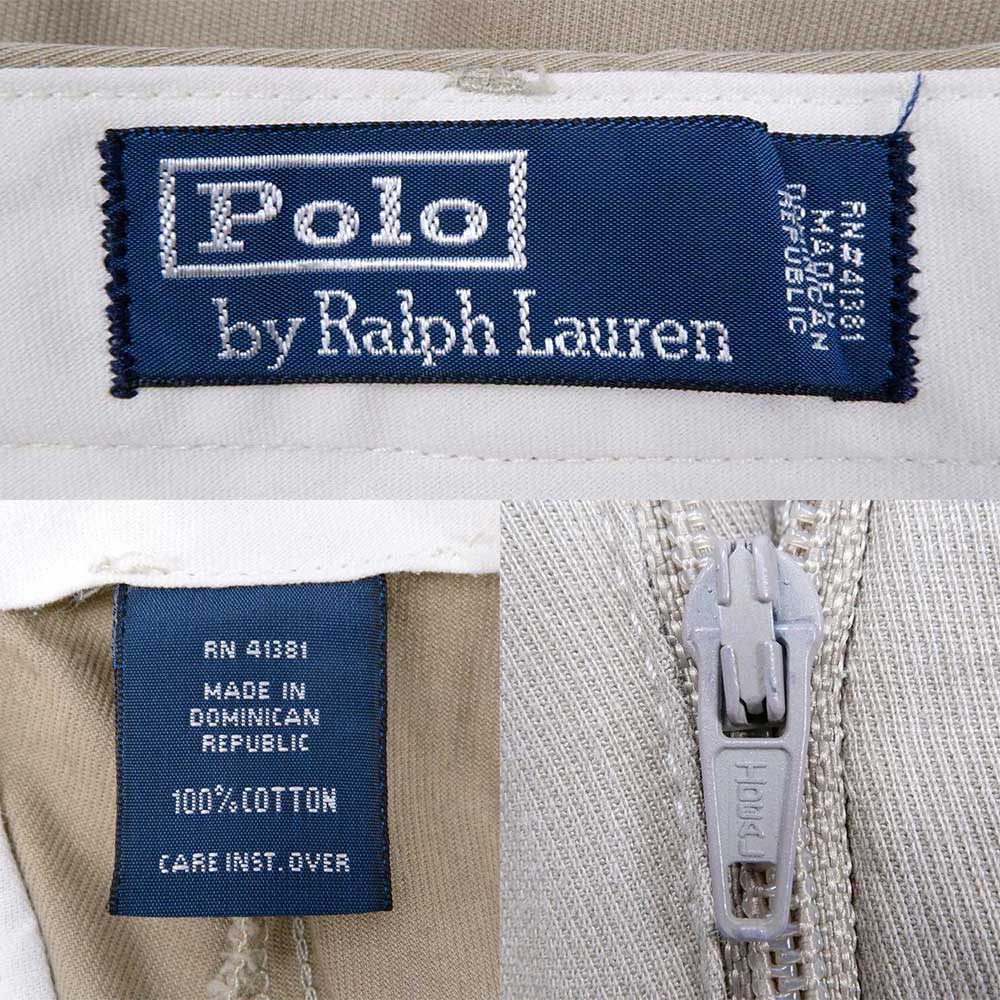 Polo
by Ralph Lauren
RN#41381
MADE IN
DOMINICAN
REPUBLIC
RN 41381
MADE IN
DOMINICAN
REPUBLIC
100% COTTON
CARE INST. OVER
IDEAL